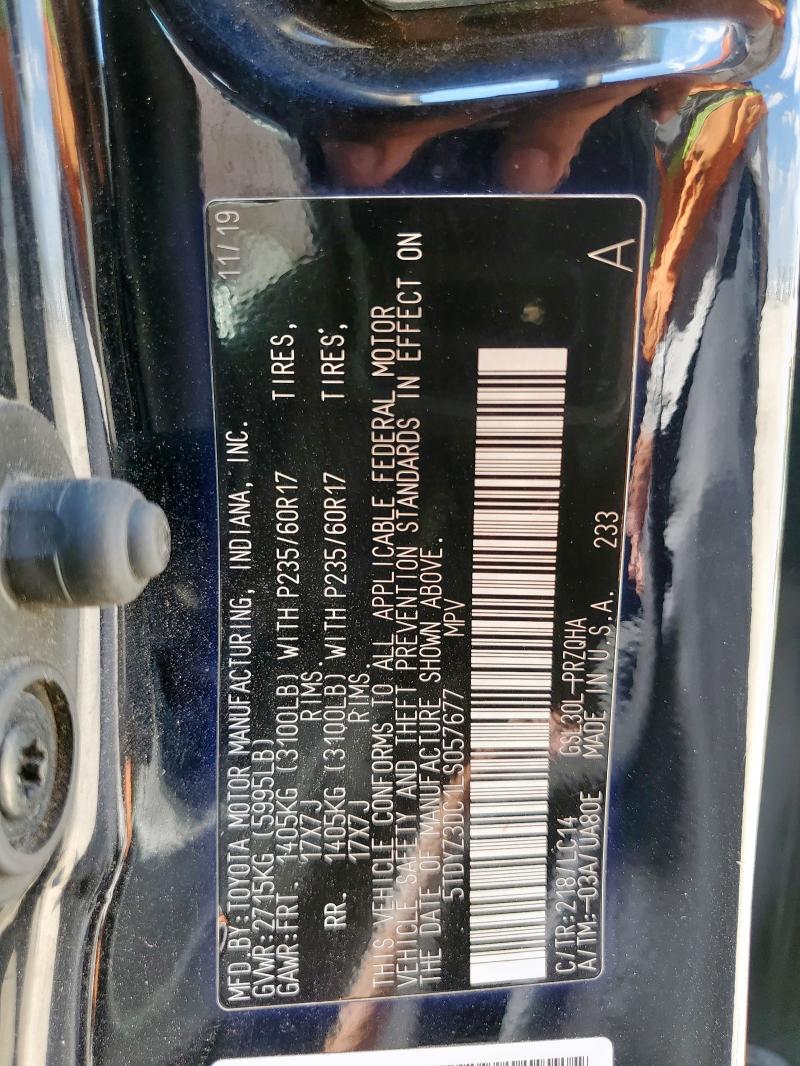 MFD.BY:TOYOTA MOTOR MANUFACTURING, INDIANA, INC. 11/19
GVWR:2715KG (5995LB)
GAWR:FRT. 1405KG (3100LB) WITH P235/60R17 TIRES,
17X7J RIMS.
RR. 1405KG (3100LB) WITH P235/60R17 TIRES,
17X7J RIMS
THIS VEHICLE CONFORMS TO ALL APPLICABLE FEDERAL MOTOR
VEHICLE SAFETY AND THEFT PREVENTION STANDARDS IN EFFECT ON
THE DATE OF MANUFACTURE SHOWN ABOVE.
5TDYZ3DC1LS057677 MPV
C/TR:218/LC14 GSL30L-PRZQHA
A/TM:-03A/UA80E MADE IN U.S.A. 233 A